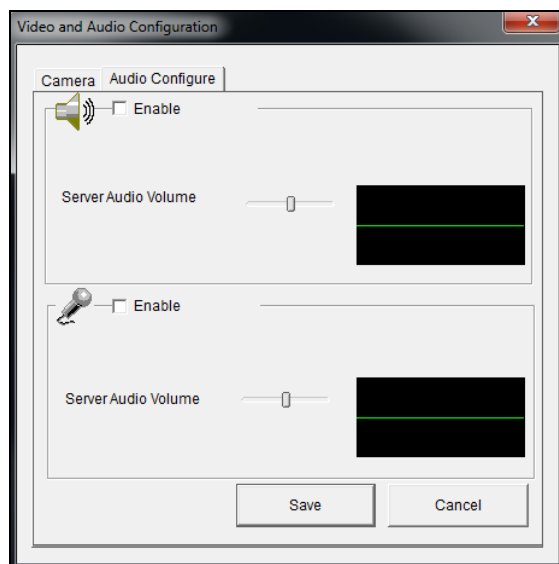 Video and Audio Configuration
Camera
Audio Configure
Enable
Server Audio Volume
Enable
Server Audio Volume
Save
Cancel